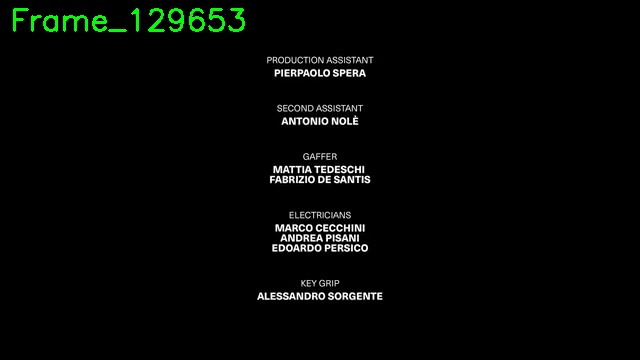 Frame_129653
PRODUCTION ASSISTANT
PIERPAOLO SPERA
SECOND ASSISTANT
ANTONIO NOLÈ
GAFFER
MATTIA TEDESCHI
FABRIZIO DE SANTIS
ELECTRICIANS
MARCO CECCHINI
ANDREA PISANI
EDOARDO PERSICO
KEY GRIP
ALESSANDRO SORGENTE